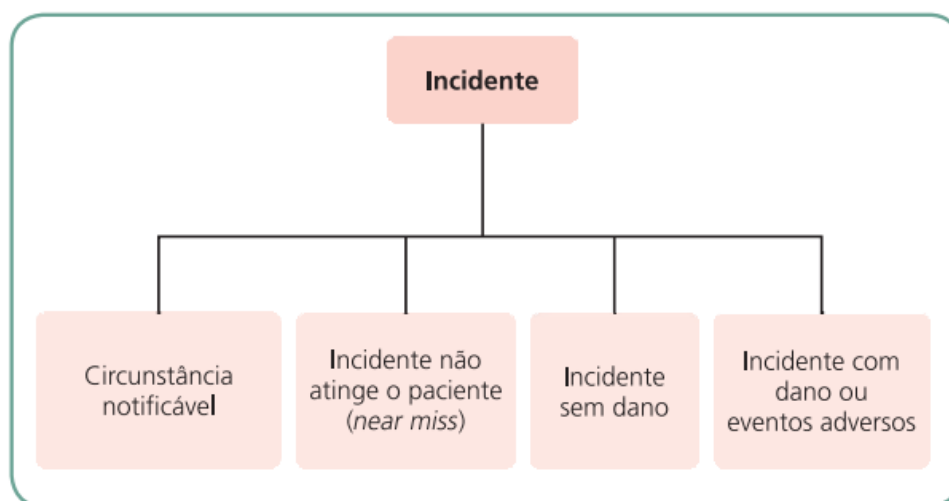 Incidente
Circunstância
notificável
Incidente não
atinge o paciente
(near miss)
Incidente
sem dano
Incidente com
dano ou
eventos adversos